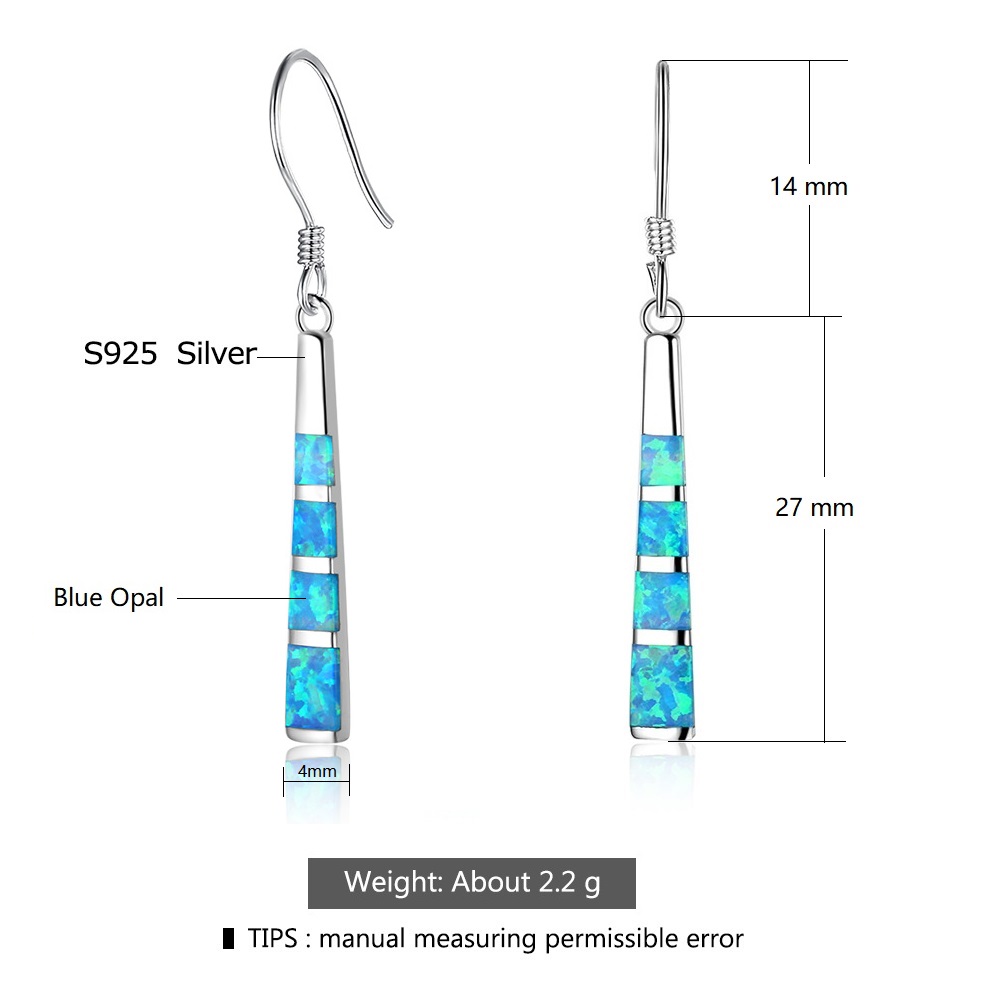 14 mm
S925 Silver
27 mm
Blue Opal
4mm
Weight: About 2.2 g
TIPS : manual measuring permissible error